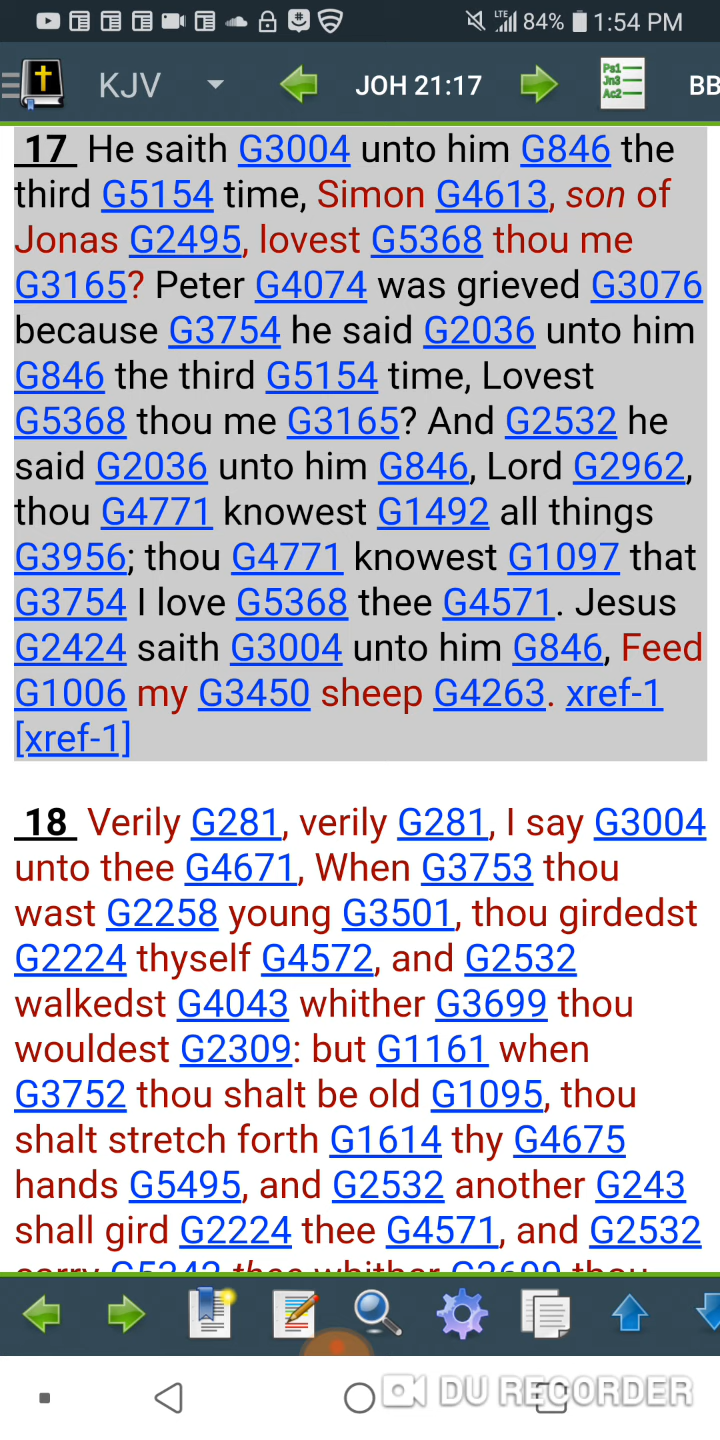 84% 1:54 PM
KJV JOH 21:17 Ps1 Jn3 Ac2 BB
17 He saith G3004 unto him G846 the
third G5154 time, Simon G4613, son of
Jonas G2495, lovest G5368 thou me
G3165? Peter G4074 was grieved G3076
because G3754 he said G2036 unto him
G846 the third G5154 time, Lovest
G5368 thou me G3165? And G2532 he
said G2036 unto him G846, Lord G2962,
thou G4771 knowest G1492 all things
G3956; thou G4771 knowest G1097 that
G3754 I love G5368 thee G4571. Jesus
G2424 saith G3004 unto him G846, Feed
G1006 my G3450 sheep G4263. xref-1
[xref-1]
18 Verily G281, verily G281, I say G3004
unto thee G4671, When G3753 thou
wast G2258 young G3501, thou girdedst
G2224 thyself G4572, and G2532
walkedst G4043 whither G3699 thou
wouldest G2309: but G1161 when
G3752 thou shalt be old G1095, thou
shalt stretch forth G1614 thy G4675
hands G5495, and G2532 another G243
shall gird G2224 thee G4571, and G2532
carry G5342 thee whither G3699 thou
DU RECORDER